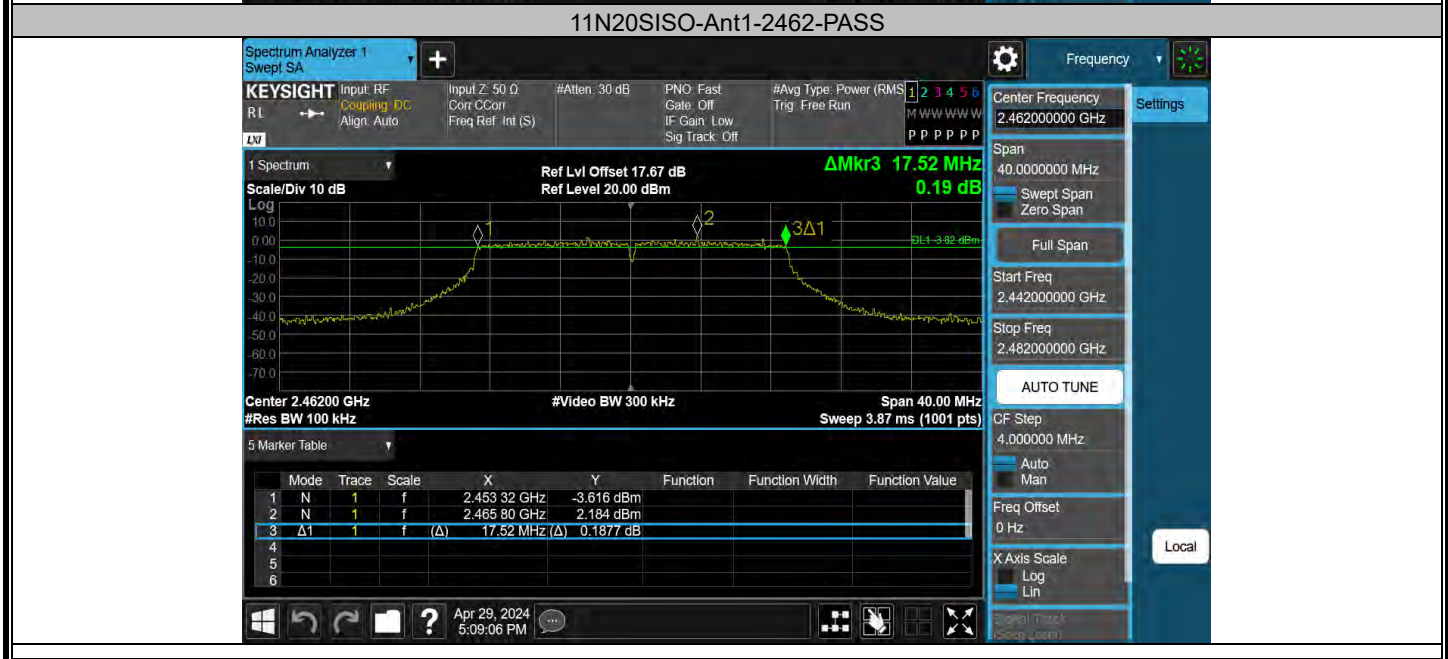 11N20SISO-Ant1-2462-PASS
Spectrum Analyzer 1
Swept SA
+
Frequency
KEYSIGHT
RL
LXI
Input: RF
Coupling: DC
Align: Auto
Input Z: 50 Ω
Corr CCorr
Freq Ref: Int (S)
#Atten: 30 dB
PNO: Fast
Gate: Off
IF Gain: Low
Sig Track: Off
#Avg Type: Power (RMS
Trig: Free Run
1 2 3 4 5 6
M W W W W W
P P P P P P
1 Spectrum
Scale/Div 10 dB
Ref Lvl Offset 17.67 dB
Ref Level 20.00 dBm
ΔMkr3 17.52 MHz
0.19 dB
Log
10.0
0.00
-10.0
-20.0
-30.0
-40.0
-50.0
-60.0
-70.0
1
2
3Δ1
DL1 -3.82 dBm
Center 2.46200 GHz
#Video BW 300 kHz
Span 40.00 MHz
#Res BW 100 kHz
Sweep 3.87 ms (1001 pts)
5 Marker Table
Mode Trace Scale X Y Function Function Width Function Value
1 N 1 f 2.453 32 GHz -3.616 dBm
2 N 1 f 2.465 80 GHz 2.184 dBm
3 Δ1 1 f (Δ) 17.52 MHz (Δ) 0.1877 dB
4
5
6
Apr 29, 2024
5:09:06 PM
Center Frequency
2.462000000 GHz
Settings
Span
40.0000000 MHz
Swept Span
Zero Span
Full Span
Start Freq
2.442000000 GHz
Stop Freq
2.482000000 GHz
AUTO TUNE
CF Step
4.000000 MHz
Auto
Man
Freq Offset
0 Hz
X Axis Scale
Log
Lin
Local
Signal Track
(Span Zoom)